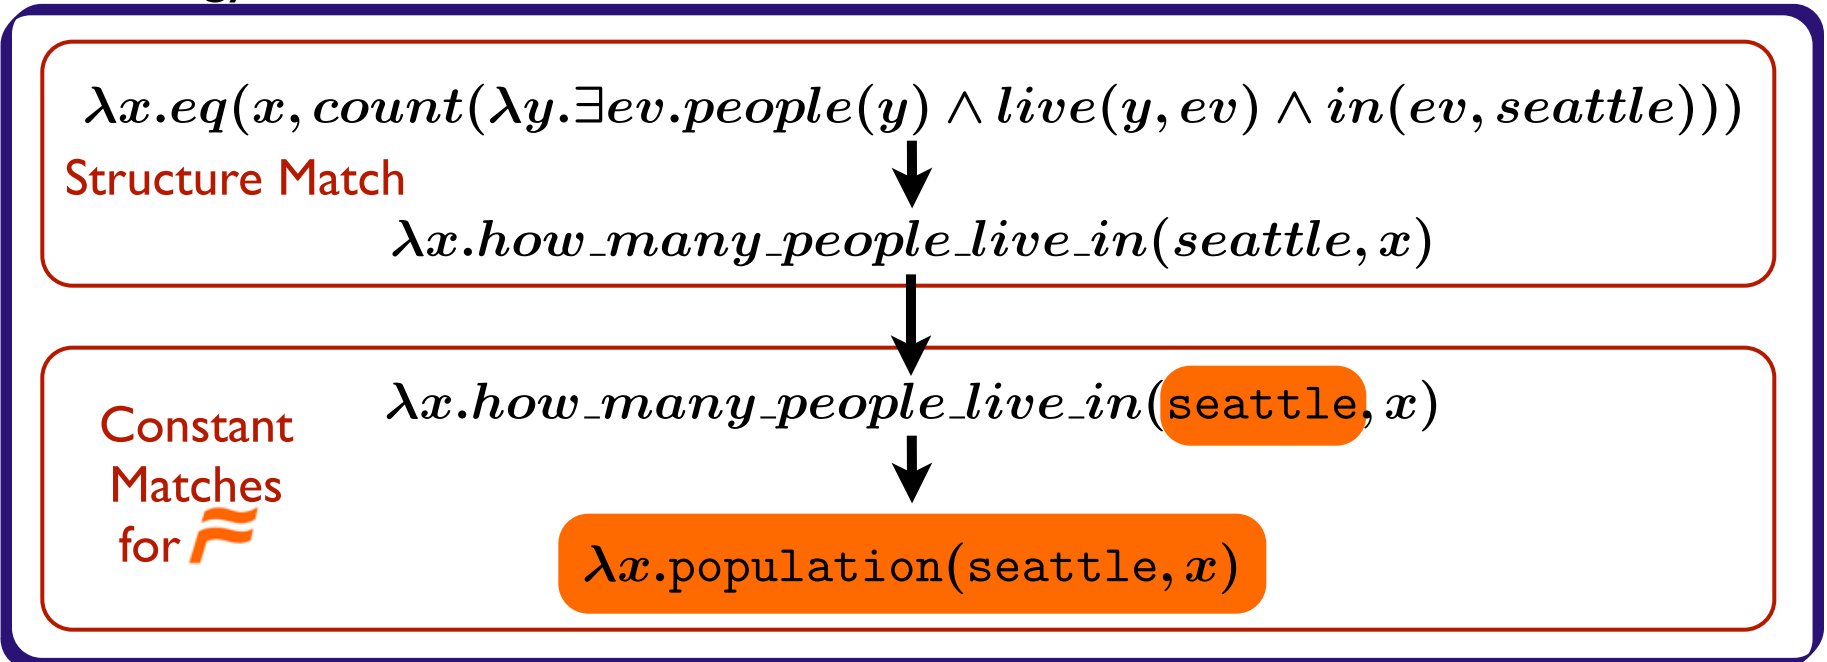 λx.eq(x, count(λy.∃ev.people(y) ∧ live(y, ev) ∧ in(ev, seattle)))
Structure Match
λx.how_many_people_live_in(seattle, x)
λx.how_many_people_live_in(seattle, x)
Constant
Matches
for
λx.population(seattle, x)